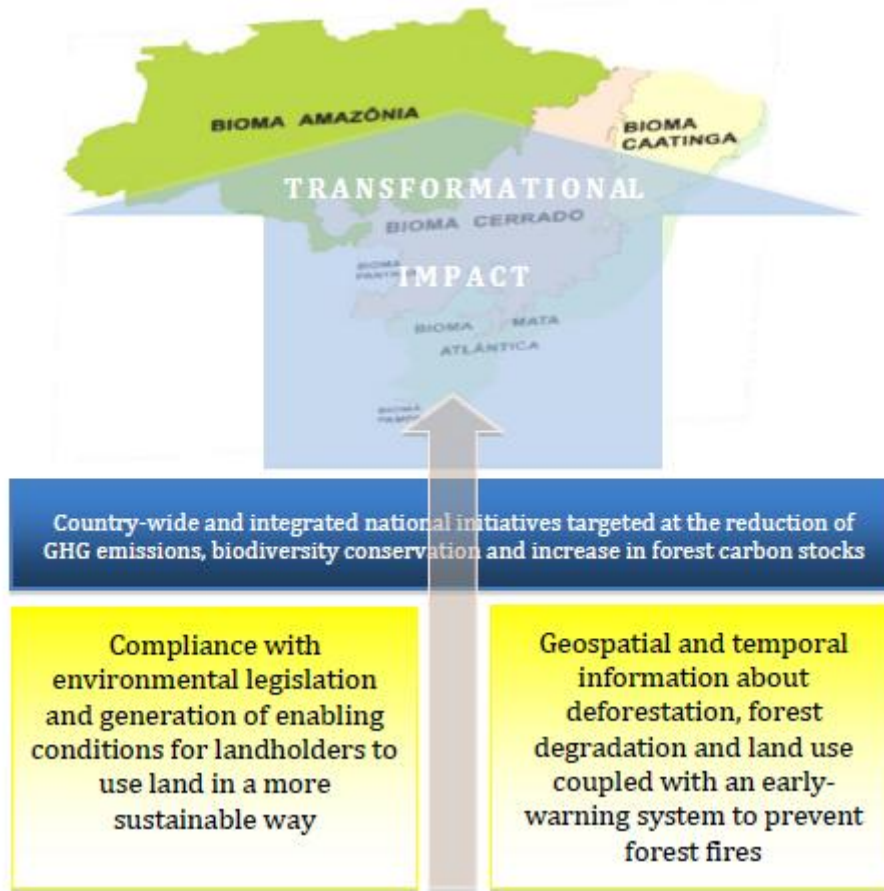 BIOMA AMAZÔNIA
BIOMA
CAATINGA
TRANSFORMATIONAL
BIOMA CERRADO
BIOMA
IMPACT
BIOMA MATA
ATLÂNTICA
BIOMA
Country-wide and integrated national initiatives targeted at the reduction of
GHG emissions, biodiversity conservation and increase in forest carbon stocks
Compliance with
environmental legislation
and generation of enabling
conditions for landholders to
use land in a more
sustainable way
Geospatial and temporal
information about
deforestation, forest
degradation and land use
coupled with an early-
warning system to prevent
forest fires